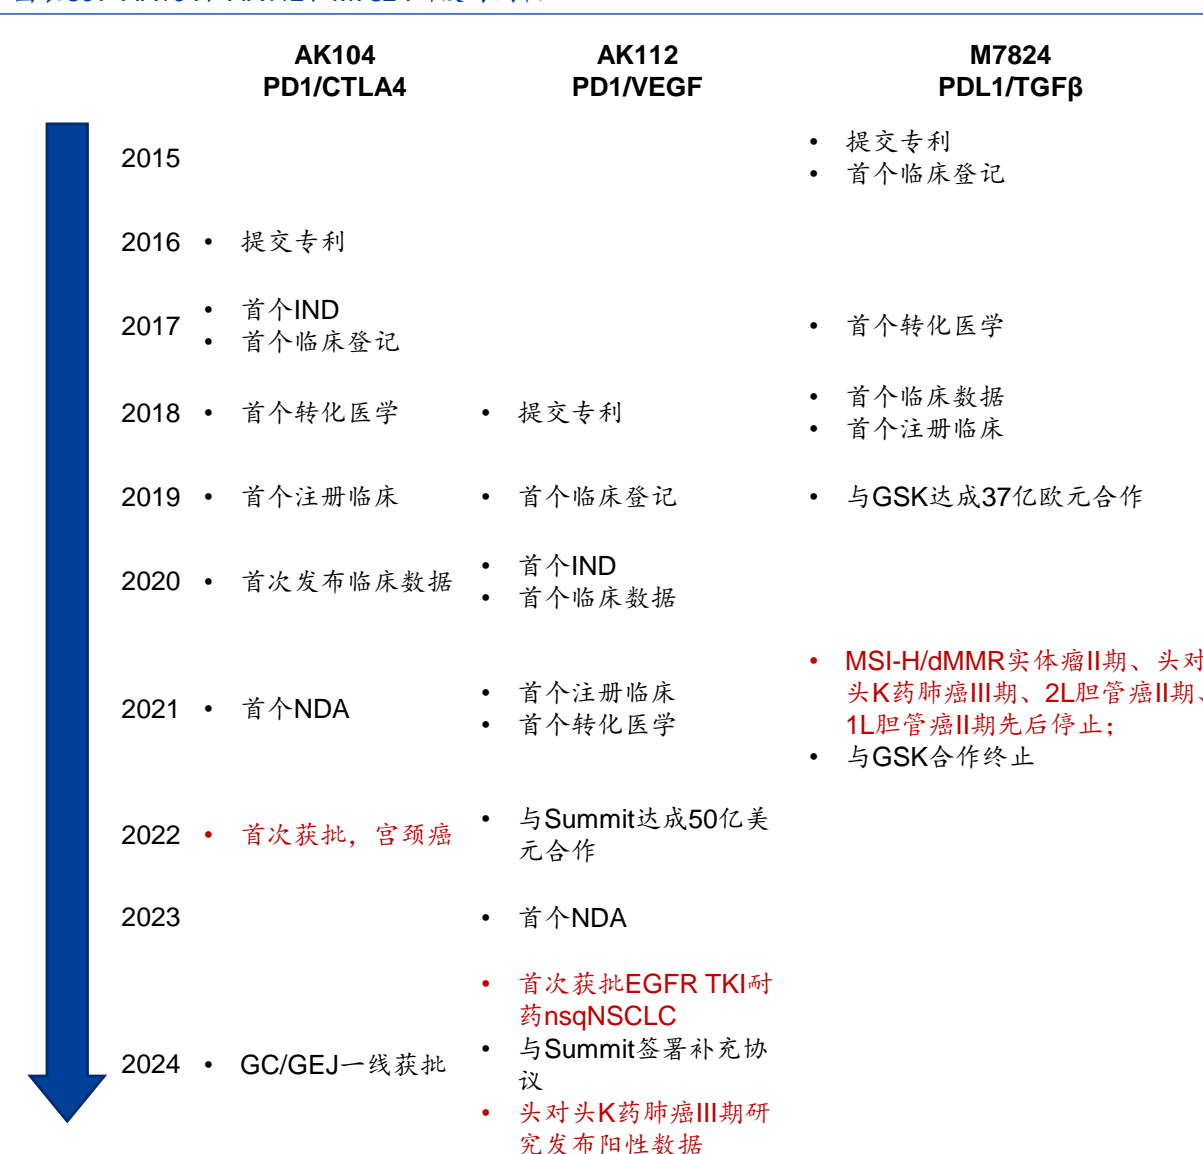 AK104
PD1/CTLA4
AK112
PD1/VEGF
M7824
PDL1/TGFβ
2015
• 提交专利
• 首个临床登记
2016 • 提交专利
2017
• 首个IND
• 首个临床登记
• 首个转化医学
2018 • 首个转化医学
• 提交专利
• 首个临床数据
• 首个注册临床
2019 • 首个注册临床
• 首个临床登记
• 与GSK达成37亿欧元合作
2020 • 首次发布临床数据
• 首个IND
• 首个临床数据
2021 • 首个NDA
• 首个注册临床
• 首个转化医学
• MSI-H/dMMR实体瘤II期、头对
头K药肺癌III期、2L胆管癌II期、
1L胆管癌II期先后停止；
• 与GSK合作终止
2022 • 首次获批，宫颈癌
• 与Summit达成50亿美
元合作
2023
• 首个NDA
2024 • GC/GEJ一线获批
• 首次获批EGFR TKI耐
药nsqNSCLC
• 与Summit签署补充协
议
• 头对头K药肺癌III期研
究发布阳性数据